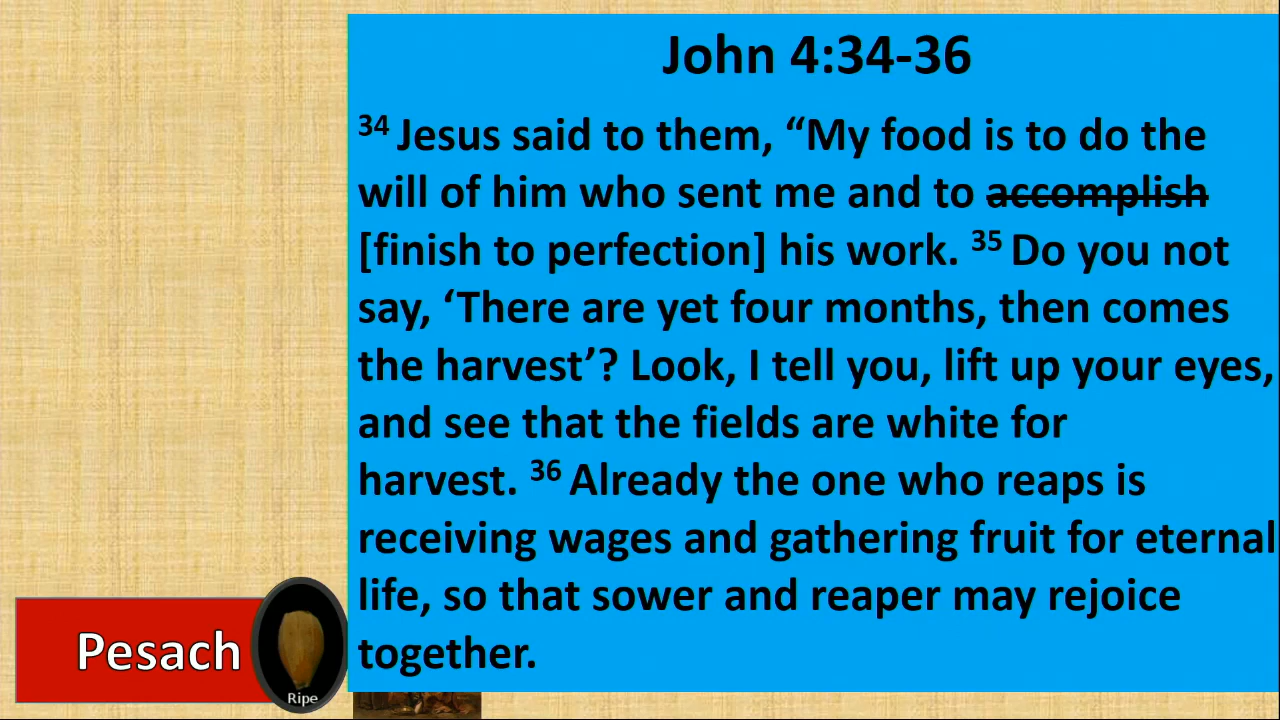 John 4:34-36
34 Jesus said to them, “My food is to do the
will of him who sent me and to accomplish
[finish to perfection] his work. 35 Do you not
say, ‘There are yet four months, then comes
the harvest’? Look, I tell you, lift up your eyes,
and see that the fields are white for
harvest. 36 Already the one who reaps is
receiving wages and gathering fruit for eternal
life, so that sower and reaper may rejoice
together.
Pesach
Ripe